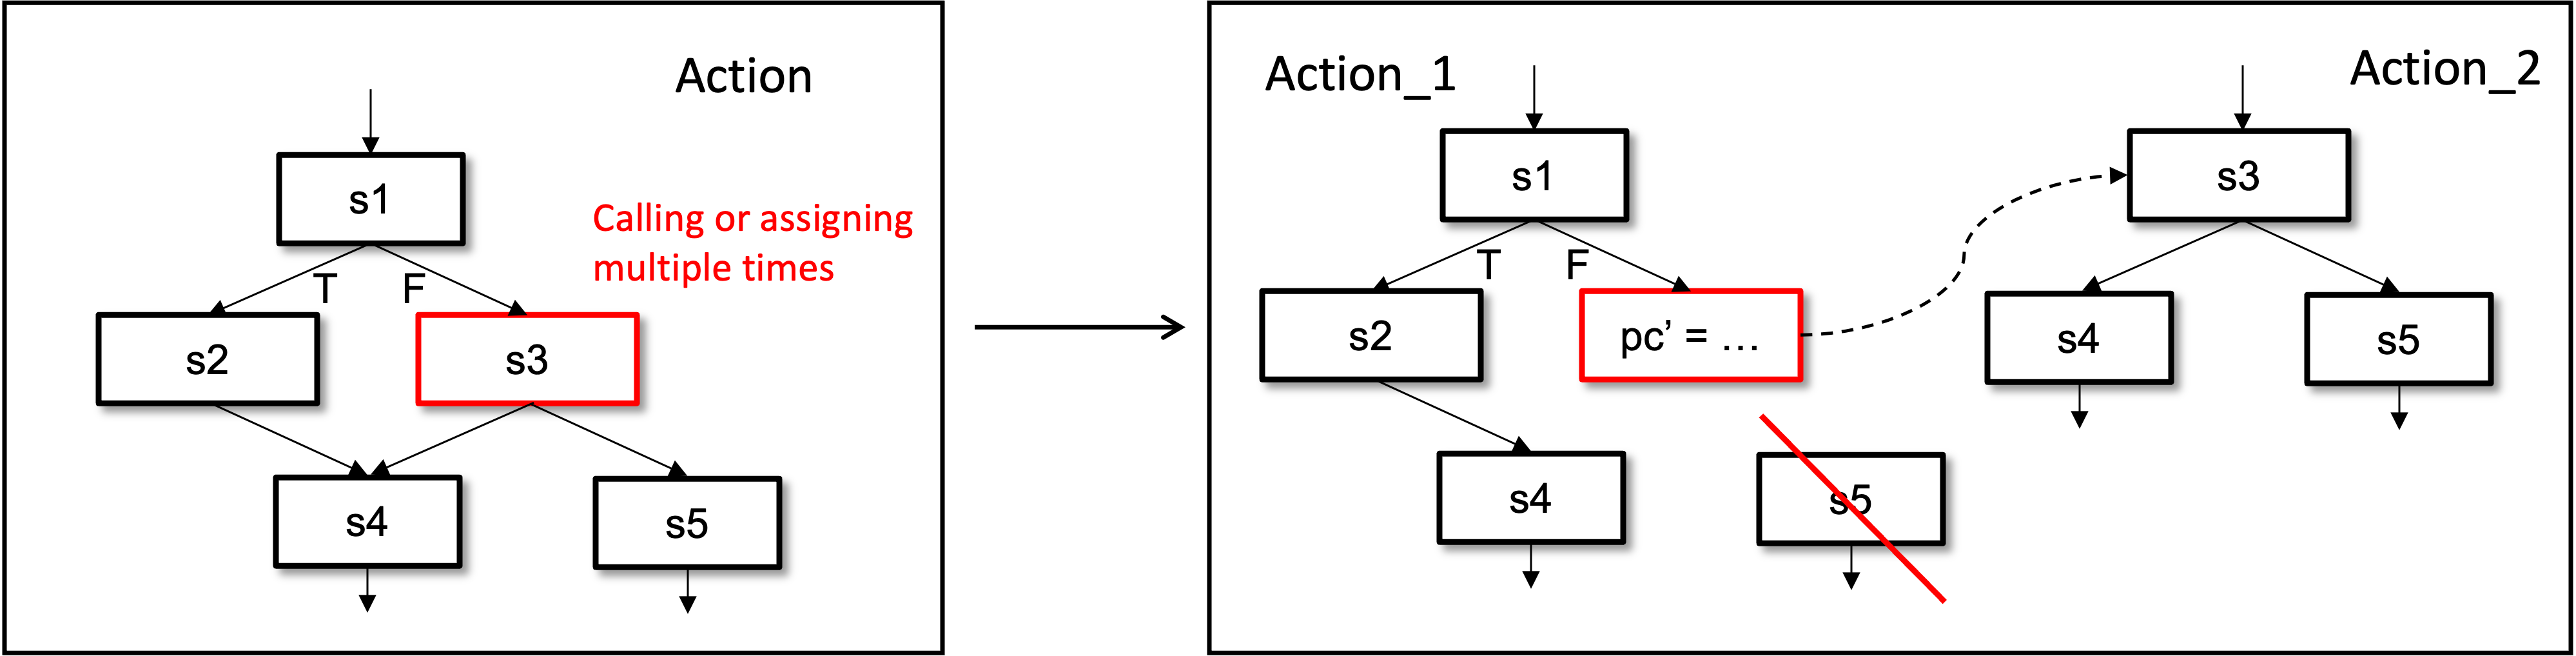 Action
s1
Calling or assigning
multiple times
T
F
s2
s3
s4
s5
Action_1
Action_2
s1
s3
T
F
s2
pc’ = …
s4
s5
s4
s5